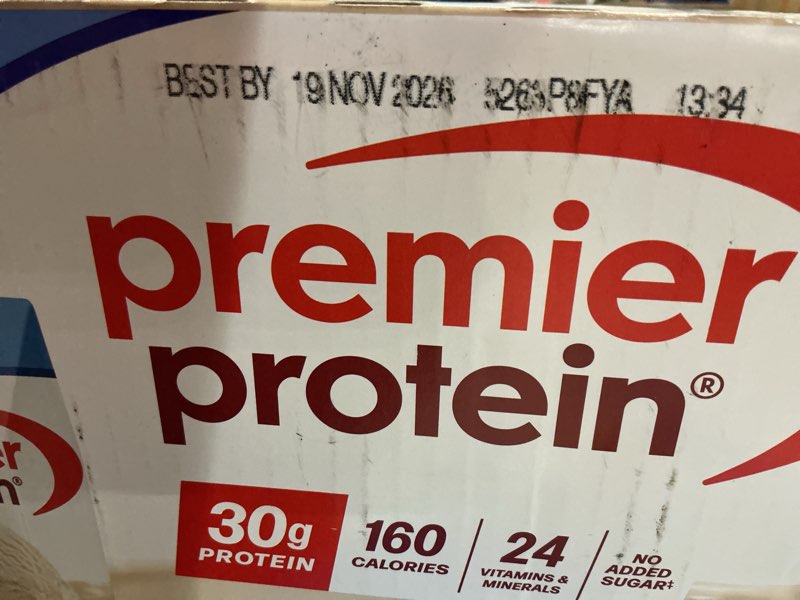 BEST BY 19 NOV 2026 13:34
premier
protein®
30g
PROTEIN
160
CALORIES
24
VITAMINS &
MINERALS
NO
ADDED
SUGAR‡
r
n®